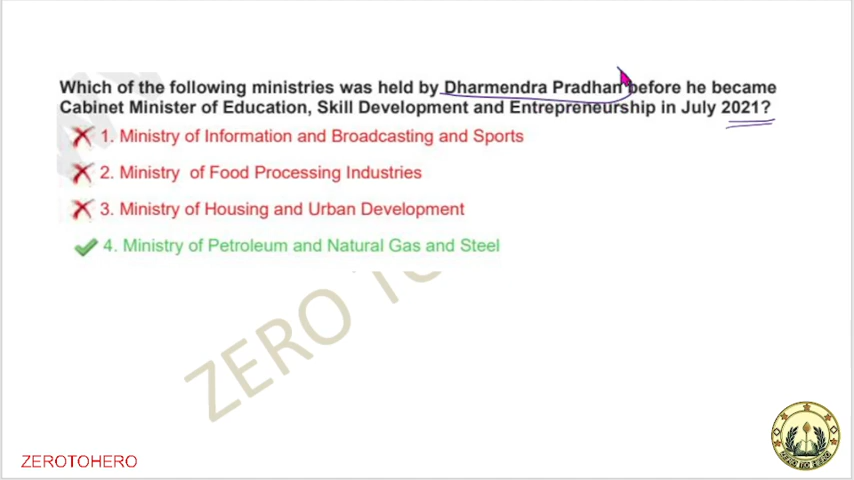 Which of the following ministries was held by Dharmendra Pradhan before he became
Cabinet Minister of Education, Skill Development and Entrepreneurship in July 2021?
1. Ministry of Information and Broadcasting and Sports
2. Ministry of Food Processing Industries
3. Ministry of Housing and Urban Development
4. Ministry of Petroleum and Natural Gas and Steel
ZERO TO
ZEROTOHERO
ZERO TO HERO